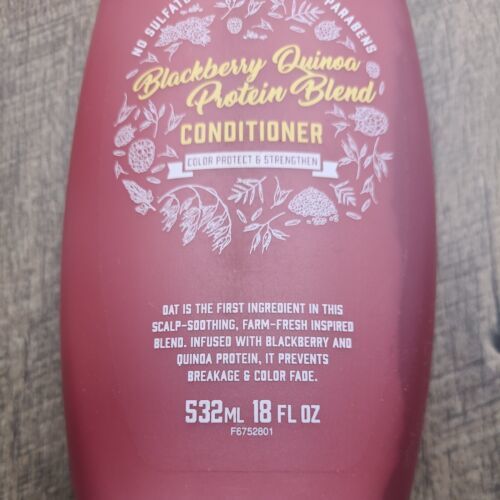 NO
PARABENS
Blackberry Quinoa
Protein Blend
CONDITIONER
COLOR PROTECT & STRENGTHEN
OAT IS THE FIRST INGREDIENT IN THIS
SCALP-SOOTHING, FARM-FRESH INSPIRED
BLEND. INFUSED WITH BLACKBERRY AND
QUINOA PROTEIN, IT PREVENTS
BREAKAGE & COLOR FADE.
532ML 18 FL OZ
F6752801